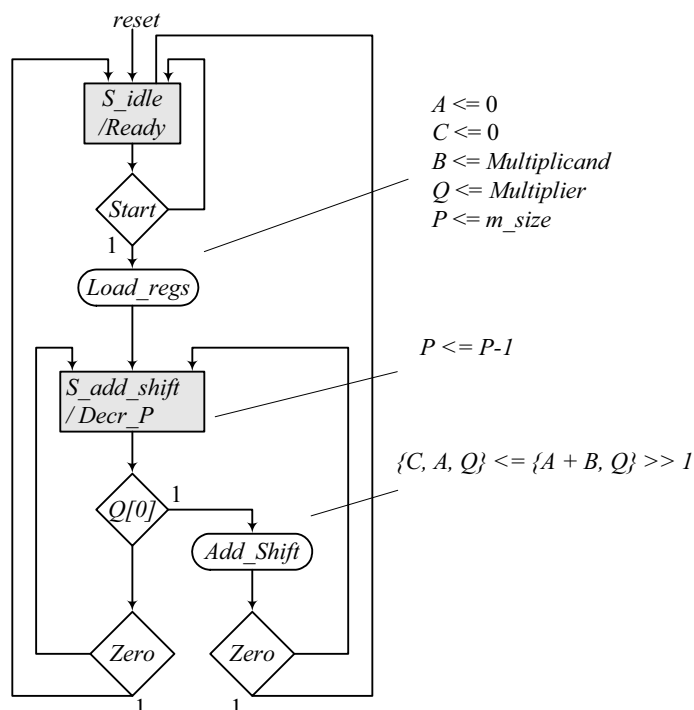 reset
S_idle
/Ready
A <= 0
C <= 0
B <= Multiplicand
Q <= Multiplier
P <= m_size
Start
1
Load_regs
P <= P-1
S_add_shift
/ Decr_P
{C, A, Q} <= {A + B, Q} >> 1
Q[0]
1
Add_Shift
Zero
Zero
1
1